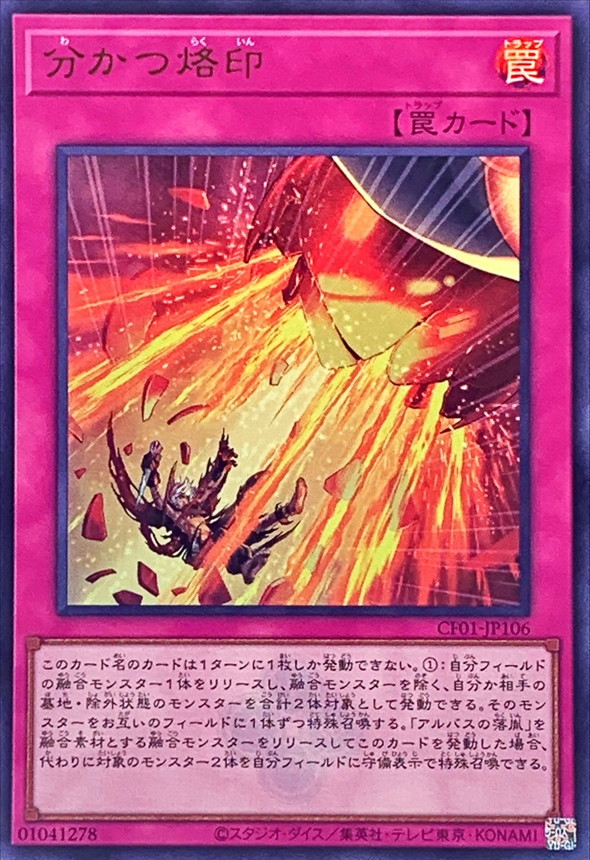 分かつ烙印
罠
【罠カード】
CF01-JP106
このカード名のカードは1ターンに1枚しか発動できない。①:自分フィールド
の融合モンスター1体をリリースし、融合モンスターを除く、自分か相手の
墓地・除外状態のモンスターを合計2体対象として発動できる。そのモン
スターをお互いのフィールドに1体ずつ特殊召喚する。「アルバスの落胤」を
融合素材とする融合モンスターをリリースしてこのカードを発動した場合、
代わりに対象のモンスター2体を自分フィールドに守備表示で特殊召喚できる。
01041278
©スタジオ・ダイス/集英社・テレビ東京・KONAMI